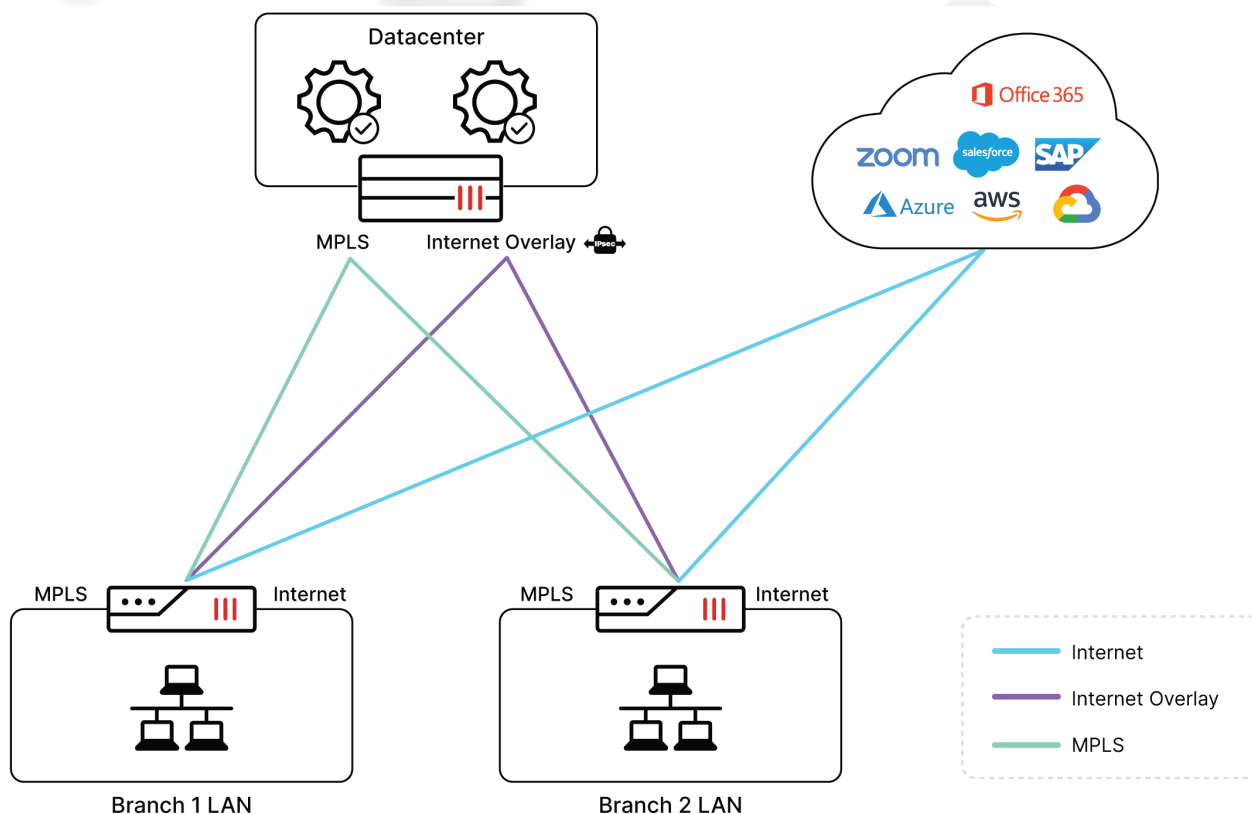 Datacenter
Office 365
zoom
salesforce
SAP
Azure
aws
MPLS
Internet Overlay
IPsec
MPLS
Internet
MPLS
Internet
Internet
Internet Overlay
MPLS
Branch 1 LAN
Branch 2 LAN